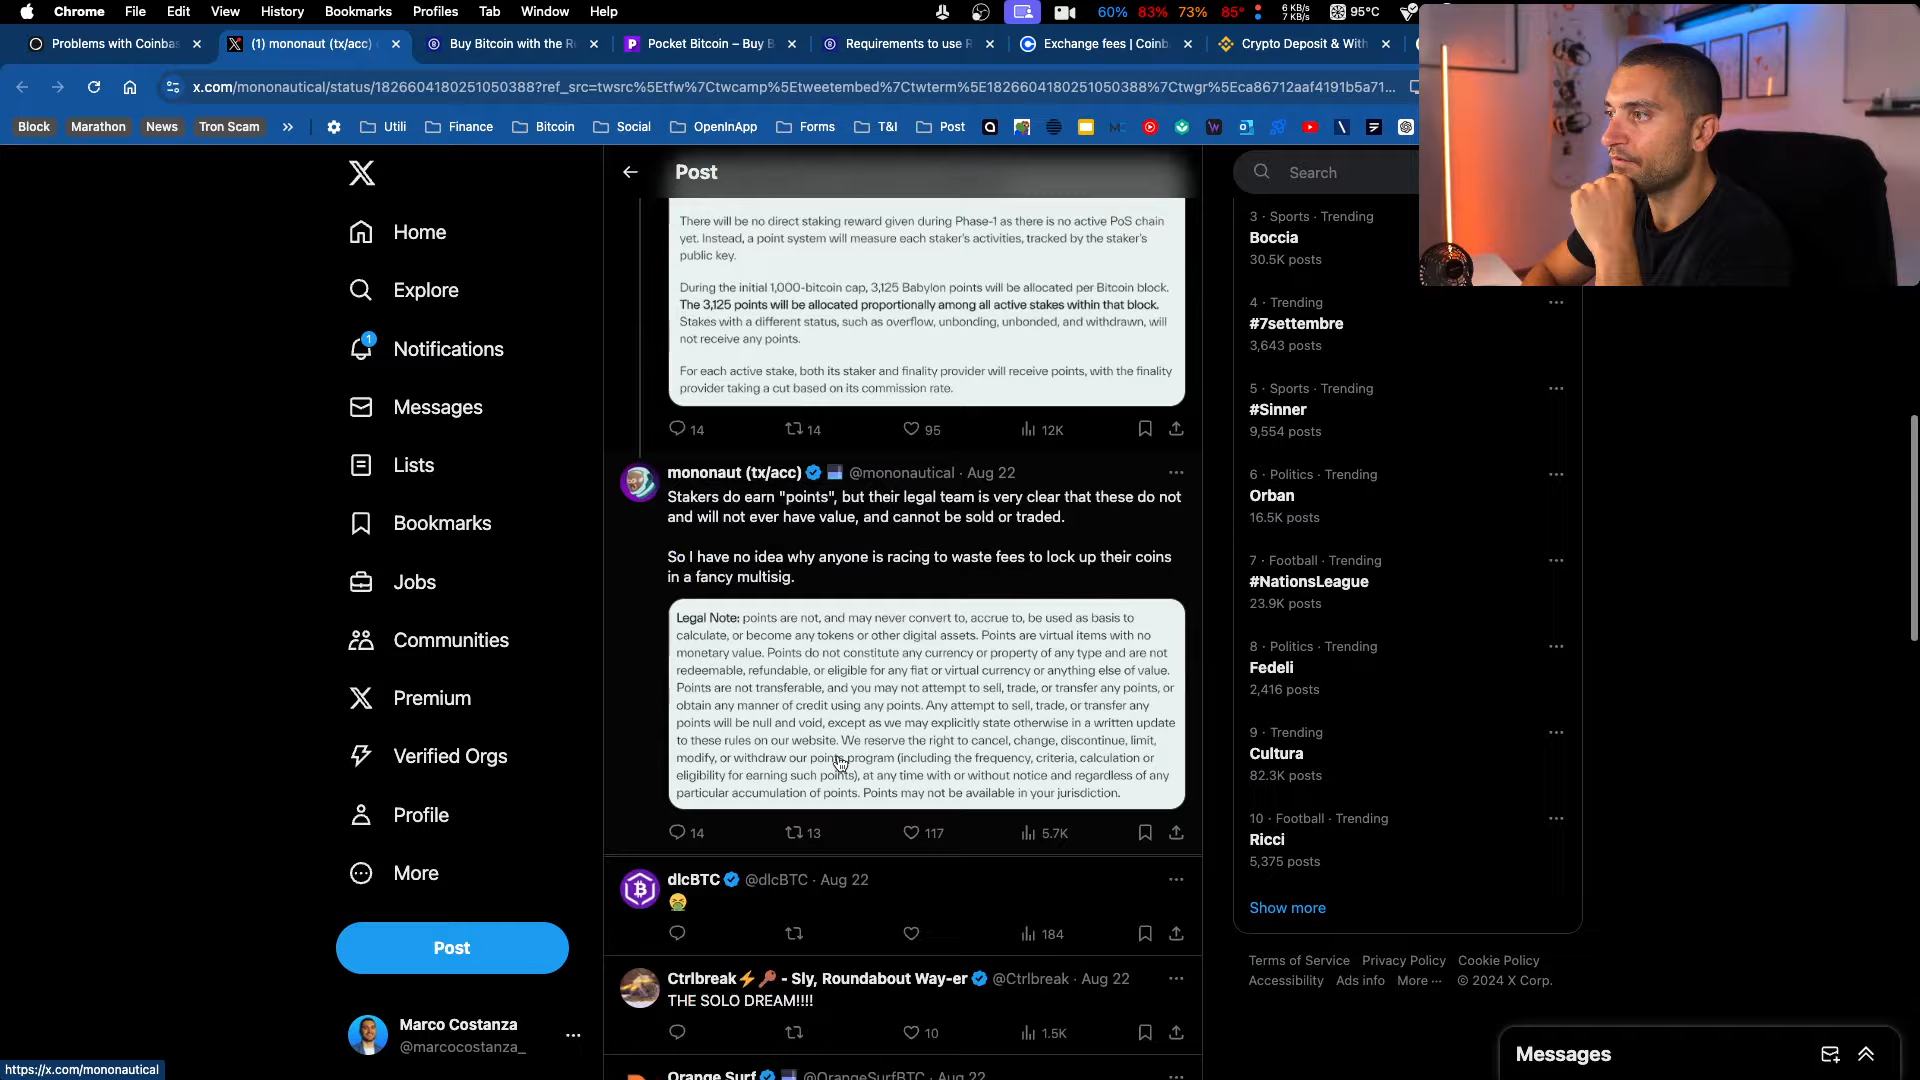 Chrome File Edit View History Bookmarks Profiles Tab Window Help
60% 83% 73% 85° 6 KB/s 7 KB/s 95°C
Problems with Coinbas
(1) mononaut (tx/acc)
Buy Bitcoin with the R
Pocket Bitcoin – Buy B
Requirements to use R
Exchange fees | Coinb
Crypto Deposit & With
x.com/mononautical/status/1826604180251050388?ref_src=twsrc%5Etfw%7Ctwcamp%5Etweetembed%7Ctwterm%5E1826604180251050388%7Ctwgr%5Eca86712aaf4191b5a71...
Block Marathon News Tron Scam » Utili Finance Bitcoin Social OpenInApp Forms T&I Post
Home
Explore
1
Notifications
Messages
Lists
Bookmarks
Jobs
Communities
Premium
Verified Orgs
Profile
More
Post
Marco Costanza
@marcocostanza_
https://x.com/mononautical
Post
There will be no direct staking reward given during Phase-1 as there is no active PoS chain
yet. Instead, a point system will measure each staker's activities, tracked by the staker's
public key.
During the initial 1,000-bitcoin cap, 3,125 Babylon points will be allocated per Bitcoin block.
The 3,125 points will be allocated proportionally among all active stakes within that block.
Stakes with a different status, such as overflow, unbonding, unbonded, and withdrawn, will
not receive any points.
For each active stake, both its staker and finality provider will receive points, with the finality
provider taking a cut based on its commission rate.
14 14 95 12K
mononaut (tx/acc) @mononautical · Aug 22
Stakers do earn "points", but their legal team is very clear that these do not
and will not ever have value, and cannot be sold or traded.
So I have no idea why anyone is racing to waste fees to lock up their coins
in a fancy multisig.
Legal Note: points are not, and may never convert to, accrue to, be used as basis to
calculate, or become any tokens or other digital assets. Points are virtual items with no
monetary value. Points do not constitute any currency or property of any type and are not
redeemable, refundable, or eligible for any fiat or virtual currency or anything else of value.
Points are not transferable, and you may not attempt to sell, trade, or transfer any points, or
obtain any manner of credit using any points. Any attempt to sell, trade, or transfer any
points will be null and void, except as we may explicitly state otherwise in a written update
to these rules on our website. We reserve the right to cancel, change, discontinue, limit,
modify, or withdraw our points program (including the frequency, criteria, calculation or
eligibility for earning such points), at any time with or without notice and regardless of any
particular accumulation of points. Points may not be available in your jurisdiction.
14 13 117 5.7K
dlcBTC @dlcBTC · Aug 22
🤮
184
Ctrlbreak⚡🔑 - Sly, Roundabout Way-er @Ctrlbreak · Aug 22
THE SOLO DREAM!!!!
10 1.5K
Orange Surf @OrangeSurfBTC · Aug 22
Search
3 · Sports · Trending
Boccia
30.5K posts
4 · Trending
#7settembre
3,643 posts
5 · Sports · Trending
#Sinner
9,554 posts
6 · Politics · Trending
Orban
16.5K posts
7 · Football · Trending
#NationsLeague
23.9K posts
8 · Politics · Trending
Fedeli
2,416 posts
9 · Trending
Cultura
82.3K posts
10 · Football · Trending
Ricci
5,375 posts
Show more
Terms of Service Privacy Policy Cookie Policy
Accessibility Ads info More ··· © 2024 X Corp.
Messages